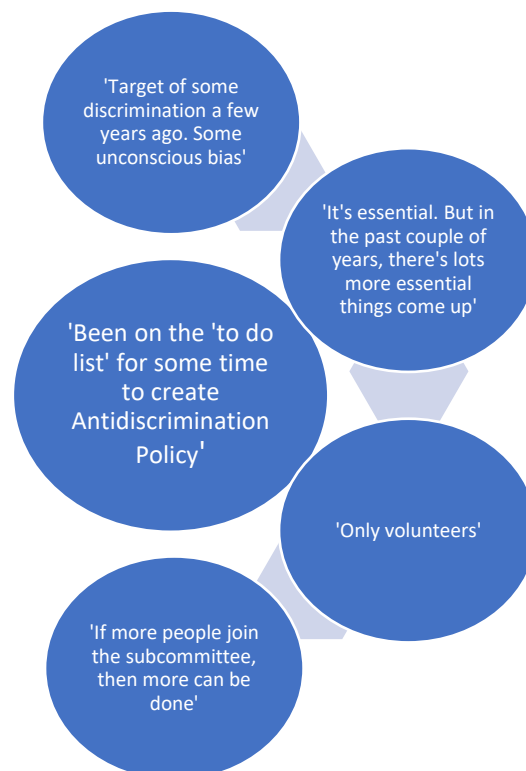 'Target of some
discrimination a few
years ago. Some
unconscious bias'
'It's essential. But in
the past couple of
years, there's lots
more essential
things come up'
'Been on the 'to do
list' for some time
to create
Antidiscrimination
Policy'
'Only volunteers'
'If more people join
the subcommittee,
then more can be
done'